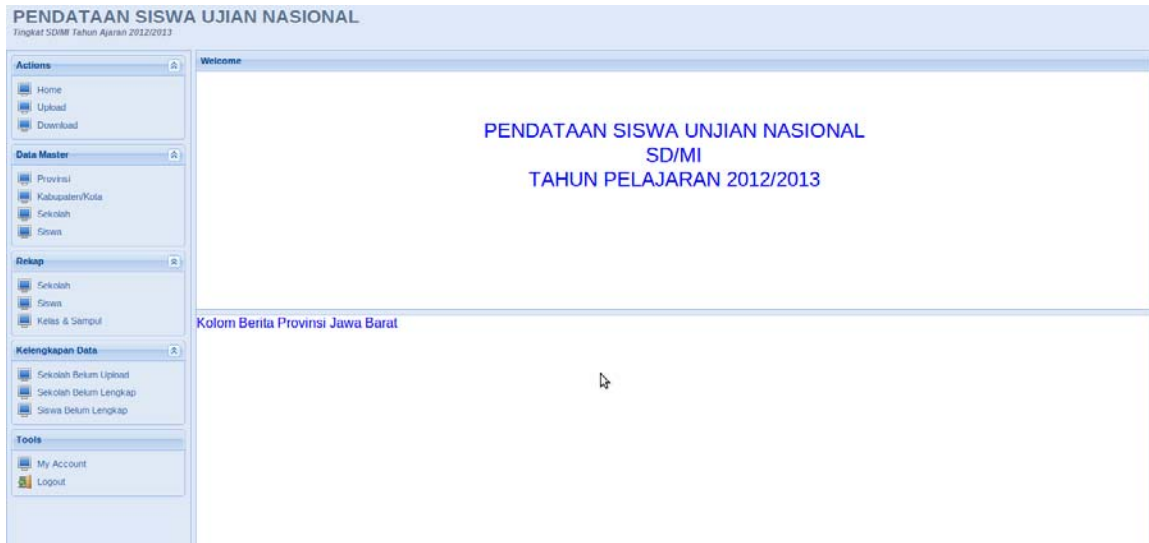 PENDATAAN SISWA UJIAN NASIONAL
Tingkat SD/MI Tahun Ajaran 2012/2013
Actions
Home
Upload
Download
Data Master
Provinsi
Kabupaten/Kota
Sekolah
Siswa
Rekap
Sekolah
Siswa
Kelas & Sampul
Kelengkapan Data
Sekolah Belum Upload
Sekolah Belum Lengkap
Siswa Belum Lengkap
Tools
My Account
Logout
Welcome
PENDATAAN SISWA UNJIAN NASIONAL
SD/MI
TAHUN PELAJARAN 2012/2013
Kolom Berita Provinsi Jawa Barat